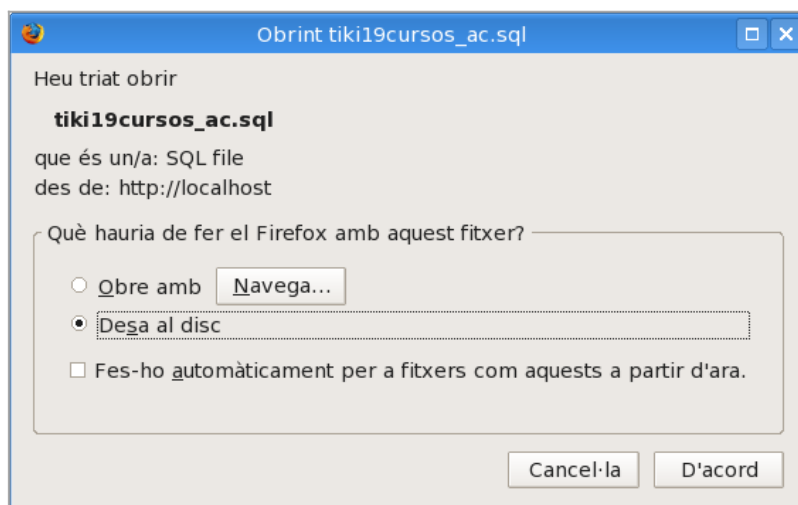 Obrint tiki19cursos_ac.sql
Heu triat obrir
tiki19cursos_ac.sql
que és un/a: SQL file
des de: http://localhost
Què hauria de fer el Firefox amb aquest fitxer?
Obre amb Navega...
Desa al disc
Fes-ho automàticament per a fitxers com aquests a partir d'ara.
Cancel·la D'acord